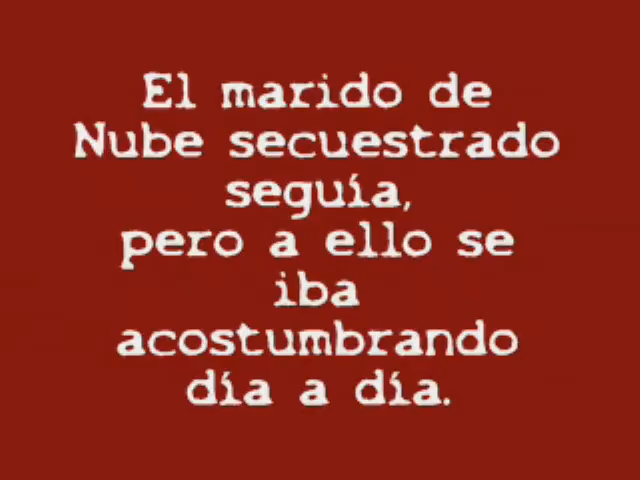 El marido de
Nube secuestrado
seguía,
pero a ello se
iba
acostumbrando
día a día.